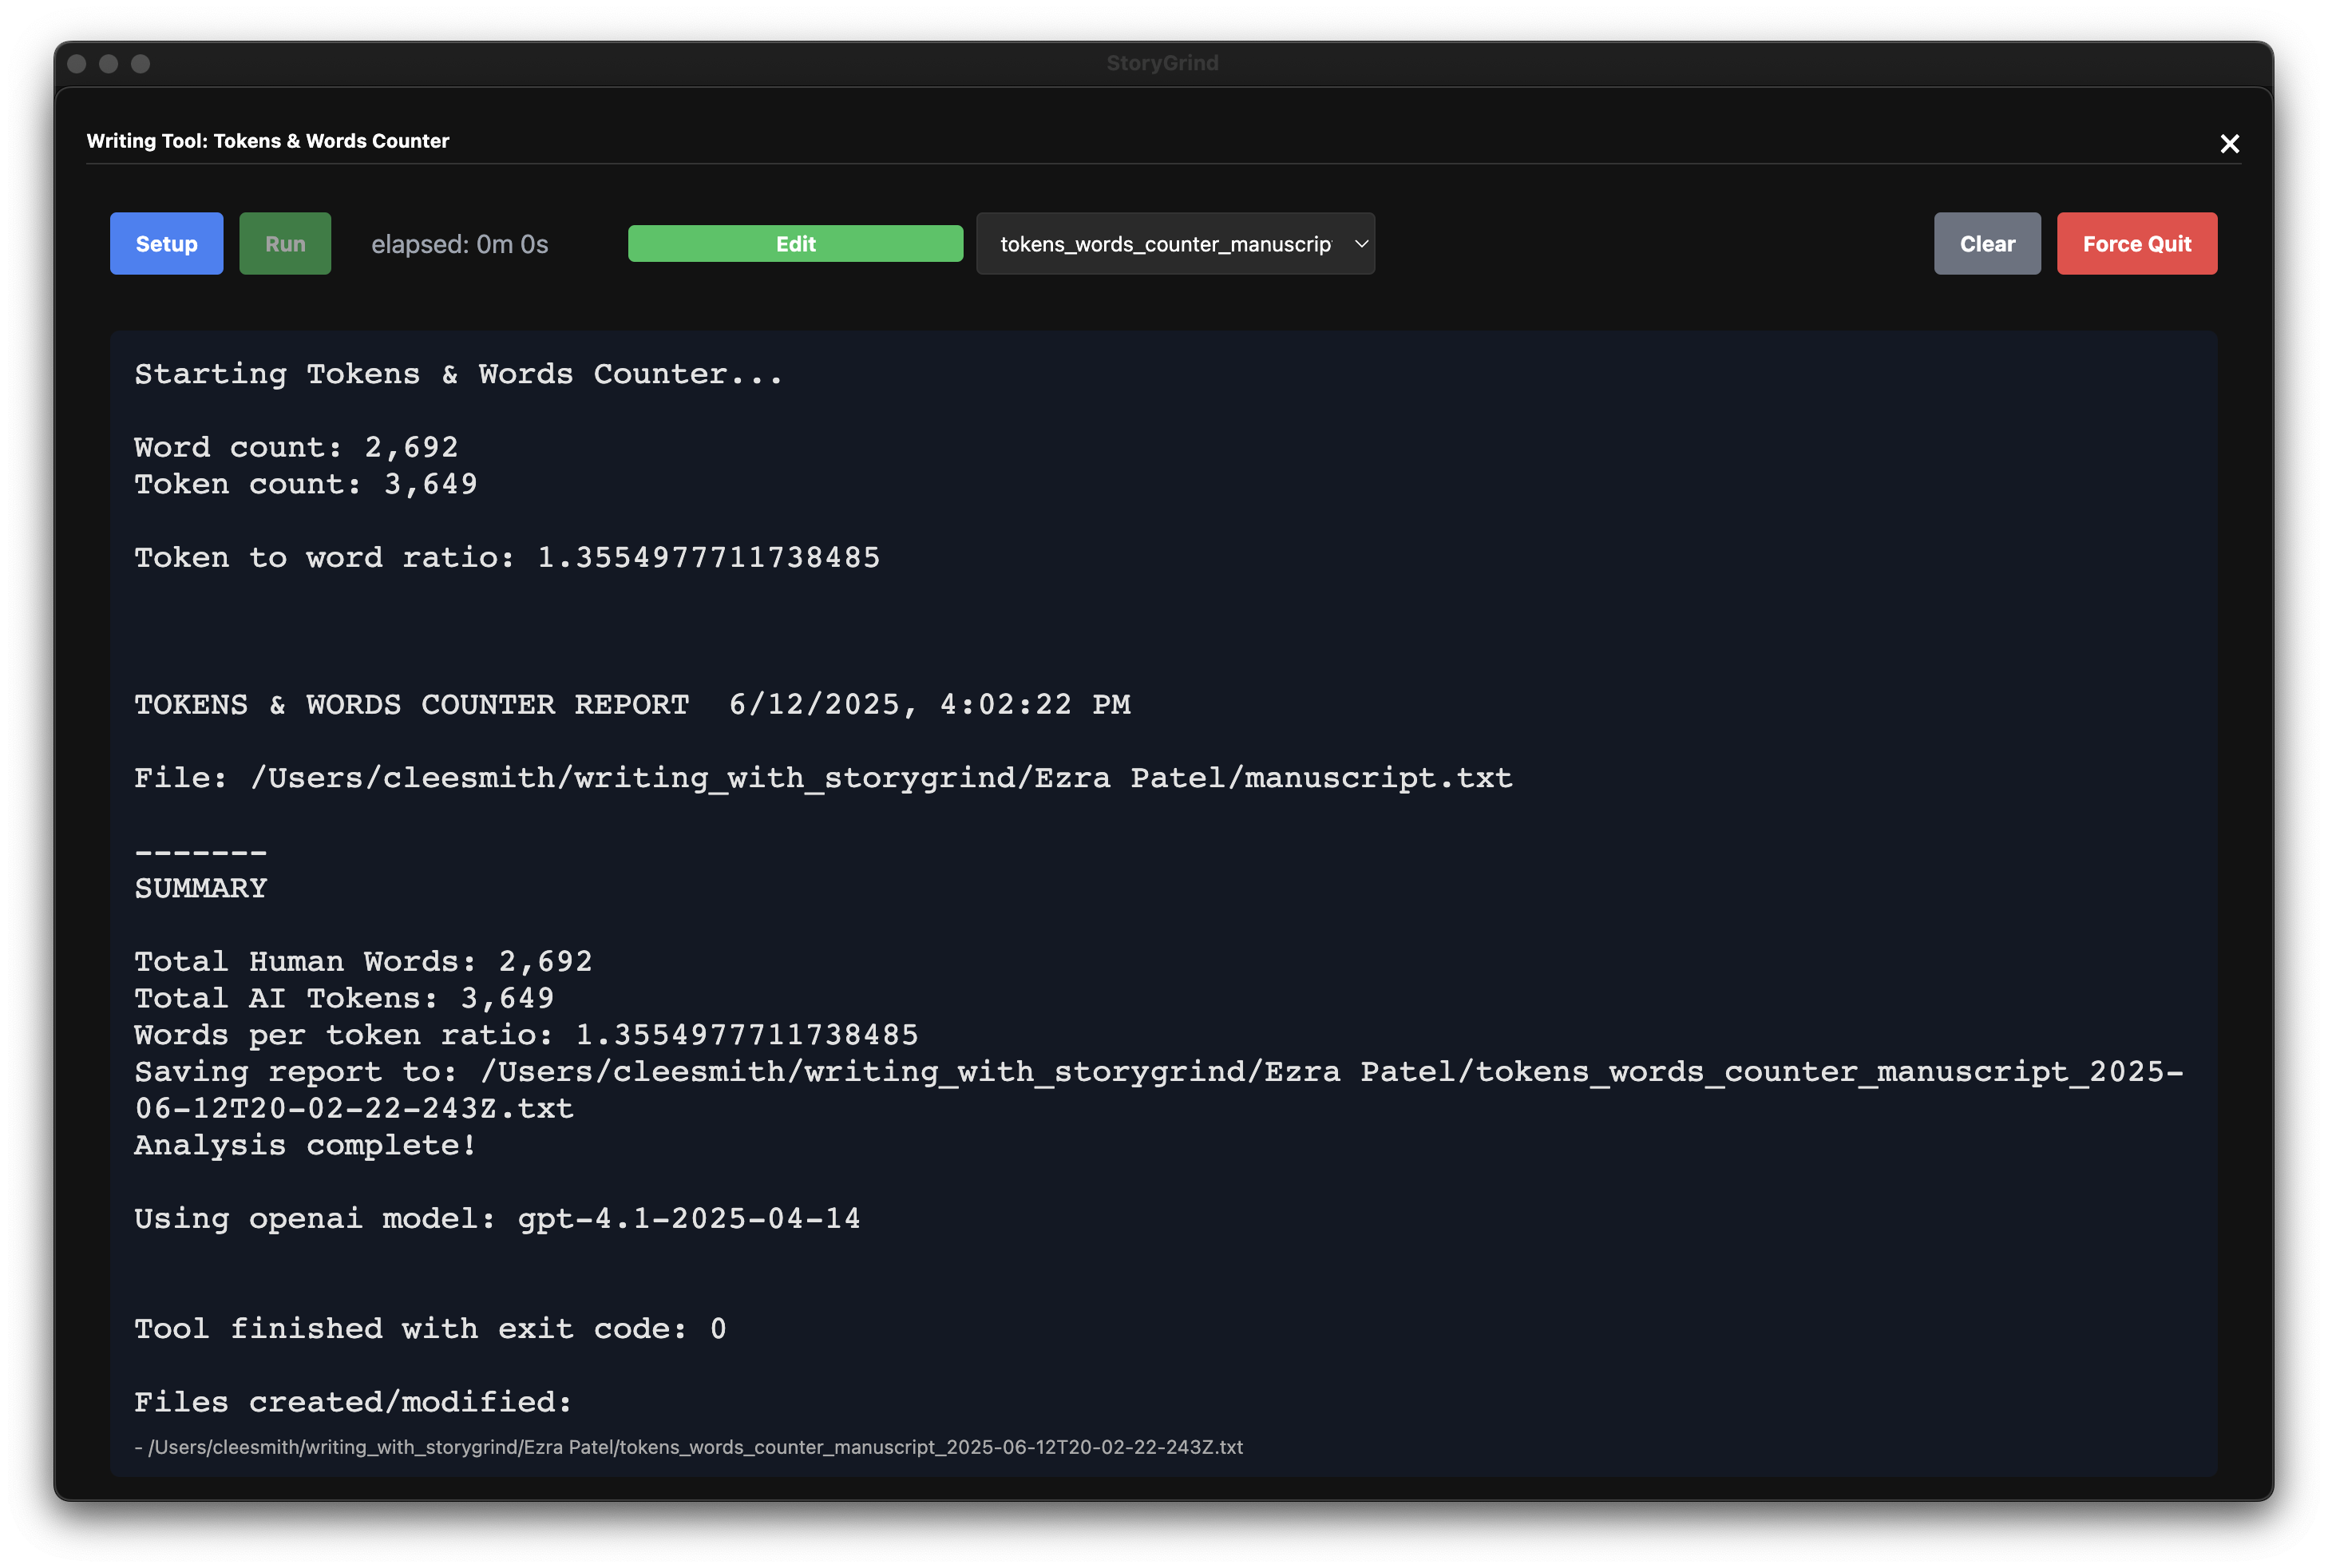 StoryGrind
Writing Tool: Tokens & Words Counter
Setup
Run
elapsed: 0m 0s
Edit
tokens_words_counter_manuscrip
Clear
Force Quit
Starting Tokens & Words Counter...
Word count: 2,692
Token count: 3,649
Token to word ratio: 1.3554977711738485
TOKENS & WORDS COUNTER REPORT  6/12/2025, 4:02:22 PM
File: /Users/cleesmith/writing_with_storygrind/Ezra Patel/manuscript.txt
-------
SUMMARY
Total Human Words: 2,692
Total AI Tokens: 3,649
Words per token ratio: 1.3554977711738485
Saving report to: /Users/cleesmith/writing_with_storygrind/Ezra Patel/tokens_words_counter_manuscript_2025-
06-12T20-02-22-243Z.txt
Analysis complete!
Using openai model: gpt-4.1-2025-04-14
Tool finished with exit code: 0
Files created/modified:
- /Users/cleesmith/writing_with_storygrind/Ezra Patel/tokens_words_counter_manuscript_2025-06-12T20-02-22-243Z.txt